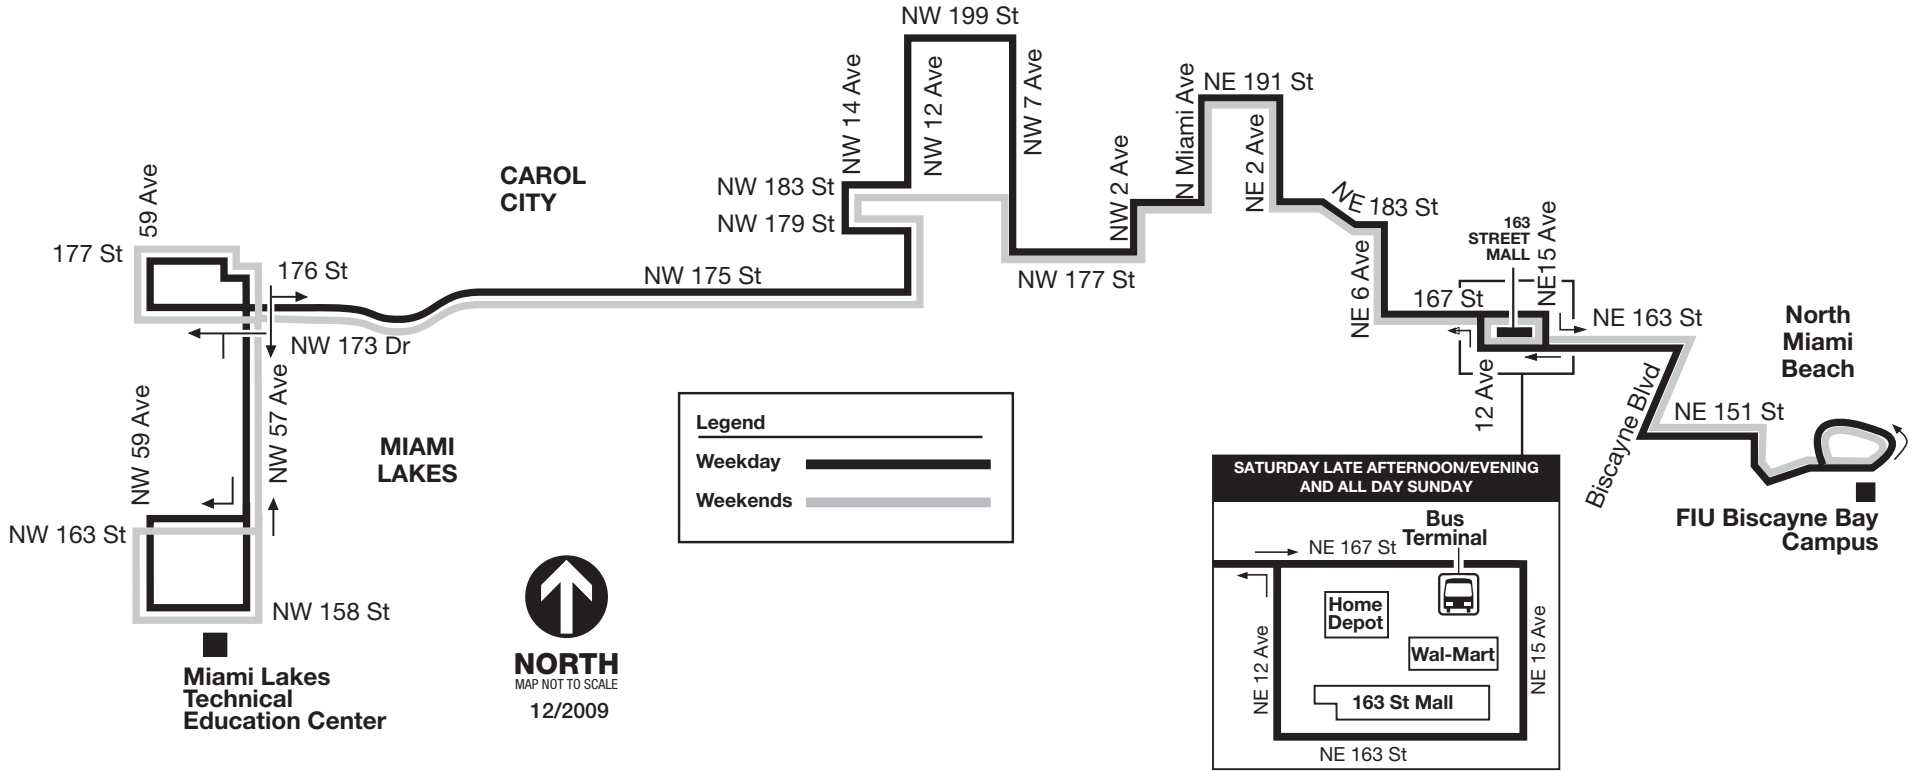 NW 199 St
NW 14 Ave
NW 12 Ave
NW 7 Ave
NE 191 St
N Miami Ave
NE 2 Ave
NW 2 Ave
CAROL
CITY
NW 183 St
NW 179 St
59 Ave
177 St
176 St
NW 175 St
NW 177 St
NE 183 St
NE 6 Ave
163
STREET
MALL
NE15 Ave
167 St
NE 163 St
North
Miami
Beach
NW 173 Dr
NW 59 Ave
NW 57 Ave
MIAMI
LAKES
Legend
Weekday
Weekends
12 Ave
Biscayne Blvd
NE 151 St
FIU Biscayne Bay
Campus
NW 163 St
NW 158 St
Miami Lakes
Technical
Education Center
NORTH
MAP NOT TO SCALE
12/2009
SATURDAY LATE AFTERNOON/EVENING
AND ALL DAY SUNDAY
Bus
Terminal
NE 167 St
Home
Depot
Wal-Mart
163 St Mall
NE 12 Ave
NE 15 Ave
NE 163 St